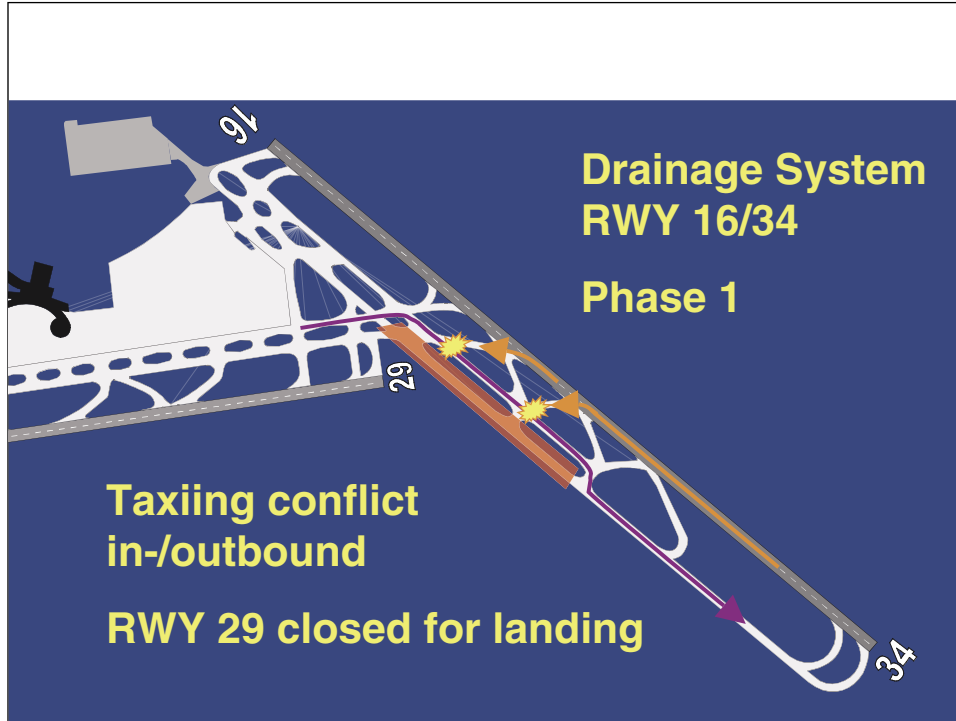 16
Drainage System
RWY 16/34
Phase 1
29
Taxiing conflict
in-/outbound
RWY 29 closed for landing
34